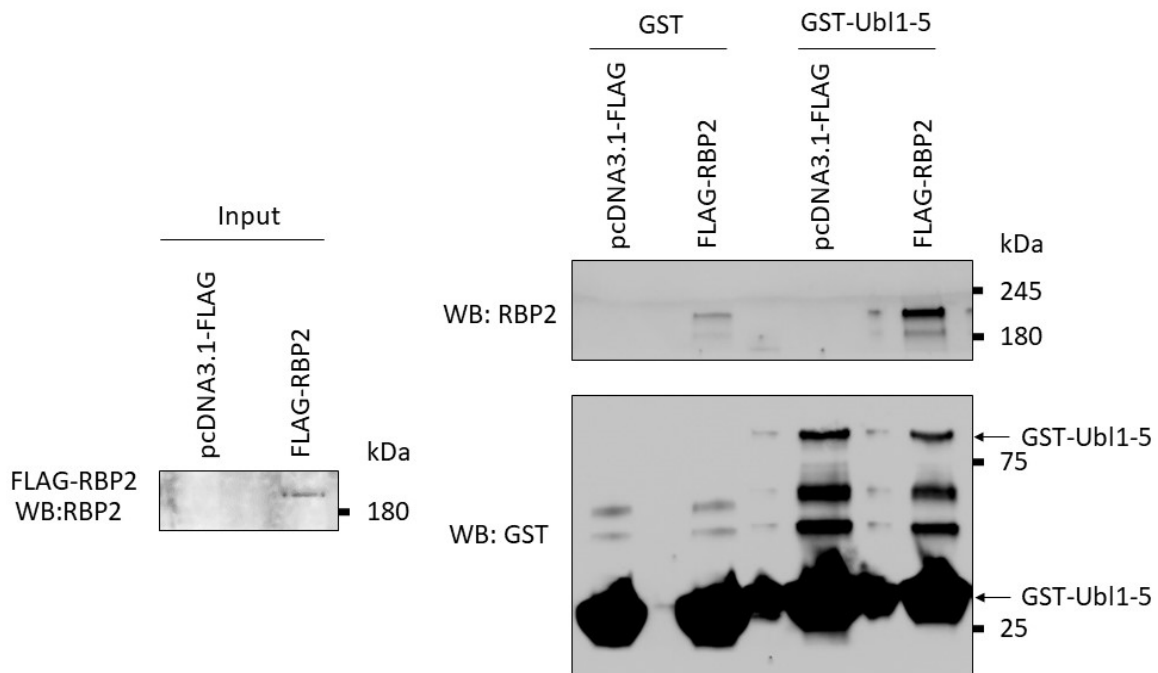 GST
GST-Ubl1-5
pcDNA3.1-FLAG
FLAG-RBP2
pcDNA3.1-FLAG
FLAG-RBP2
kDa
WB: RBP2
245
180
Input
pcDNA3.1-FLAG
FLAG-RBP2
kDa
FLAG-RBP2
WB:RBP2
180
WB: GST
GST-Ubl1-5
75
GST-Ubl1-5
25